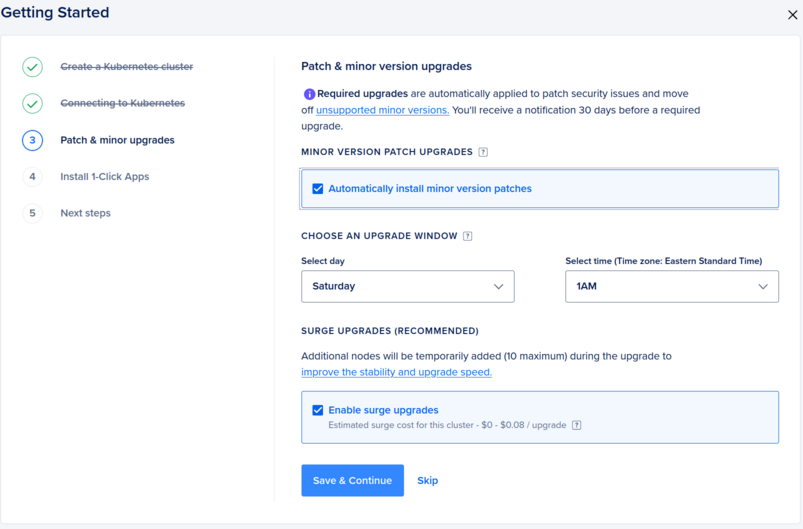 Getting Started
Create a Kubernetes cluster
Connecting to Kubernetes
3 Patch & minor upgrades
4 Install 1-Click Apps
5 Next steps
Patch & minor version upgrades
i Required upgrades are automatically applied to patch security issues and move
off unsupported minor versions. You'll receive a notification 30 days before a required
upgrade.
MINOR VERSION PATCH UPGRADES ?
Automatically install minor version patches
CHOOSE AN UPGRADE WINDOW ?
Select day
Select time (Time zone: Eastern Standard Time)
Saturday
1AM
SURGE UPGRADES (RECOMMENDED)
Additional nodes will be temporarily added (10 maximum) during the upgrade to
improve the stability and upgrade speed.
Enable surge upgrades
Estimated surge cost for this cluster - $0 - $0.08 / upgrade ?
Save & Continue
Skip